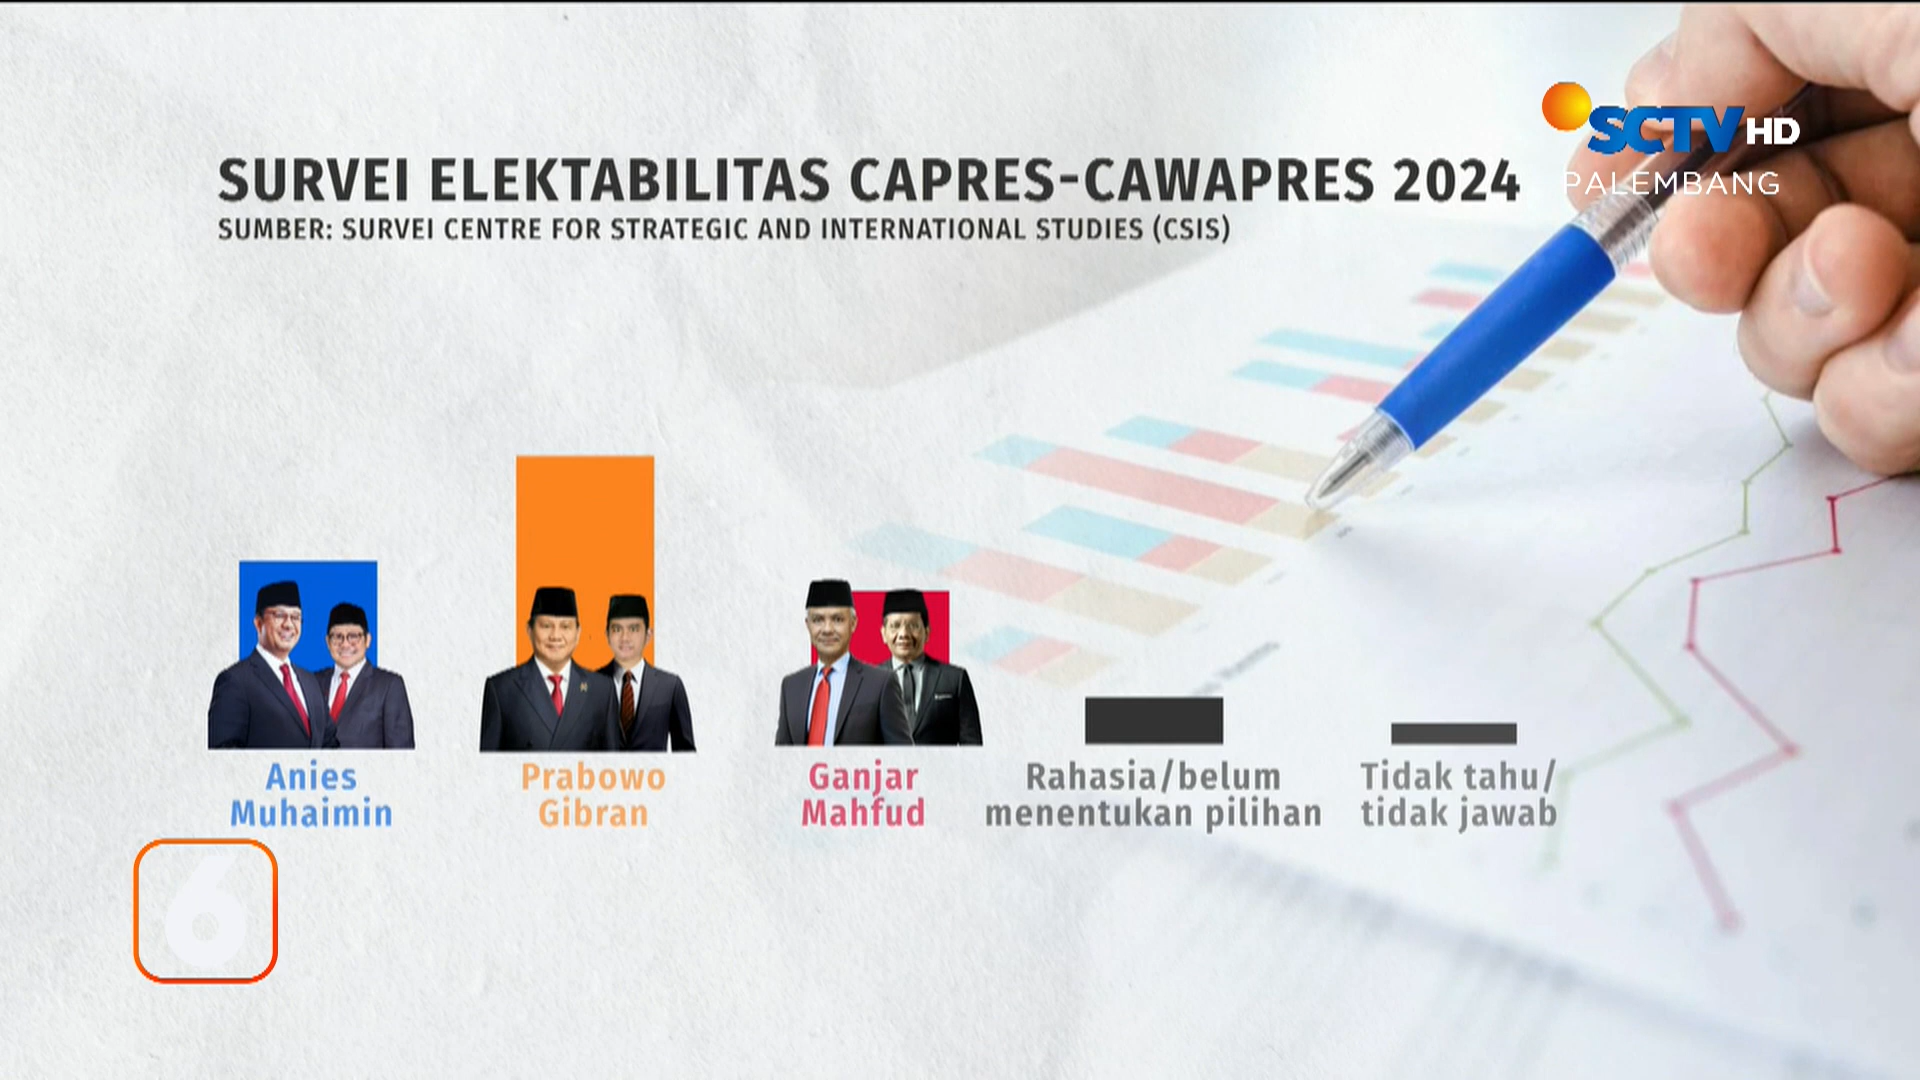 SCTV HD
PALEMBANG
SURVEI ELEKTABILITAS CAPRES-CAWAPRES 2024
SUMBER: SURVEI CENTRE FOR STRATEGIC AND INTERNATIONAL STUDIES (CSIS)
Anies
Muhaimin
Prabowo
Gibran
Ganjar
Mahfud
Rahasia/belum
menentukan pilihan
Tidak tahu/
tidak jawab
6